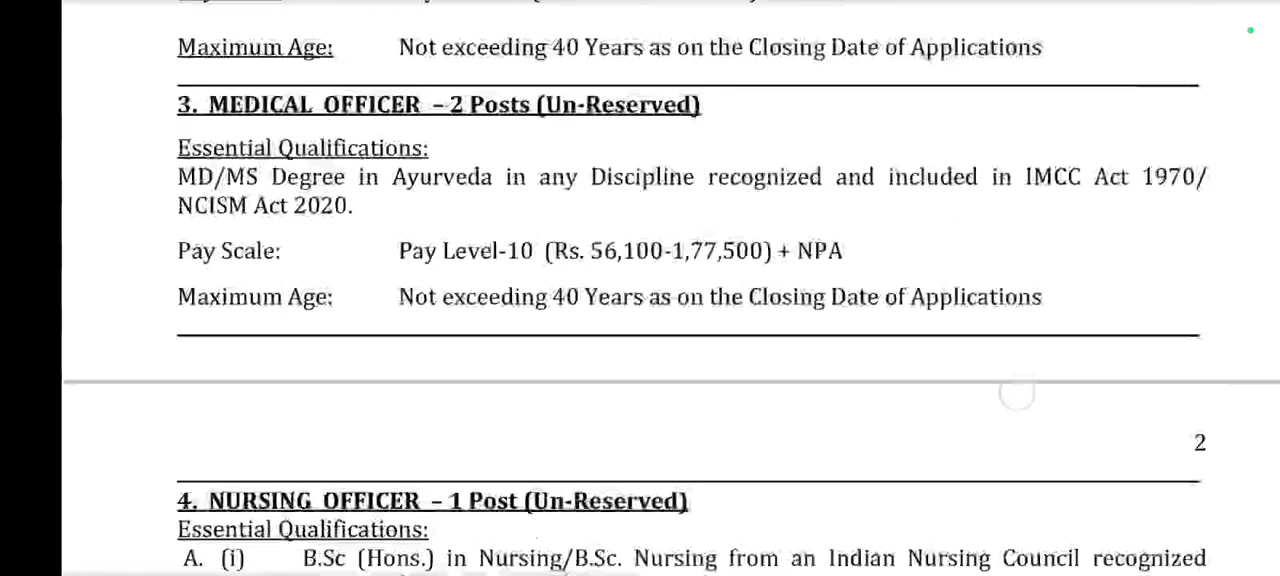 Maximum Age: Not exceeding 40 Years as on the Closing Date of Applications
3. MEDICAL OFFICER – 2 Posts (Un-Reserved)
Essential Qualifications:
MD/MS Degree in Ayurveda in any Discipline recognized and included in IMCC Act 1970/
NCISM Act 2020.
Pay Scale: Pay Level-10 (Rs. 56,100-1,77,500) + NPA
Maximum Age: Not exceeding 40 Years as on the Closing Date of Applications
2
4. NURSING OFFICER – 1 Post (Un-Reserved)
Essential Qualifications:
A. (i) B.Sc (Hons.) in Nursing/B.Sc. Nursing from an Indian Nursing Council recognized